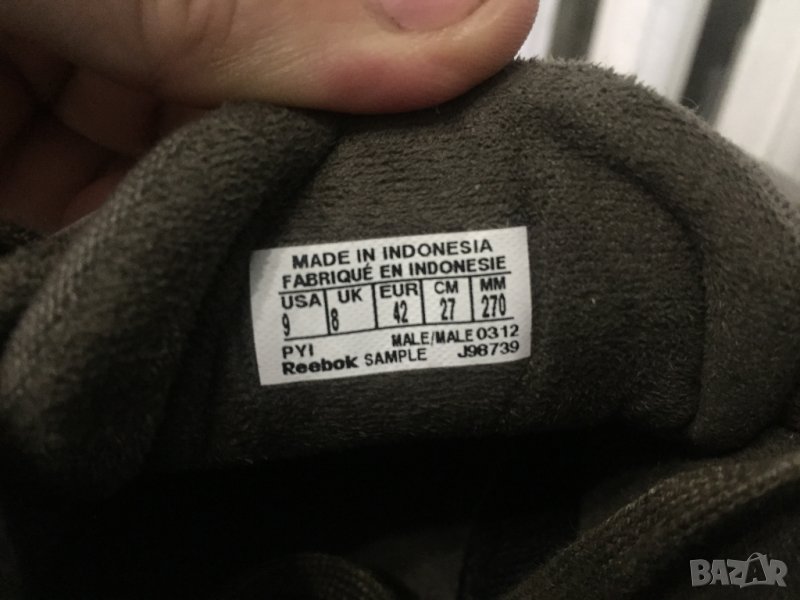 MADE IN INDONESIA
FABRIQUÉ EN INDONESIE
USA UK EUR CM MM
9 8 42 27 270
PYI MALE/MALE 0312
Reebok SAMPLE J98739
BAZAR